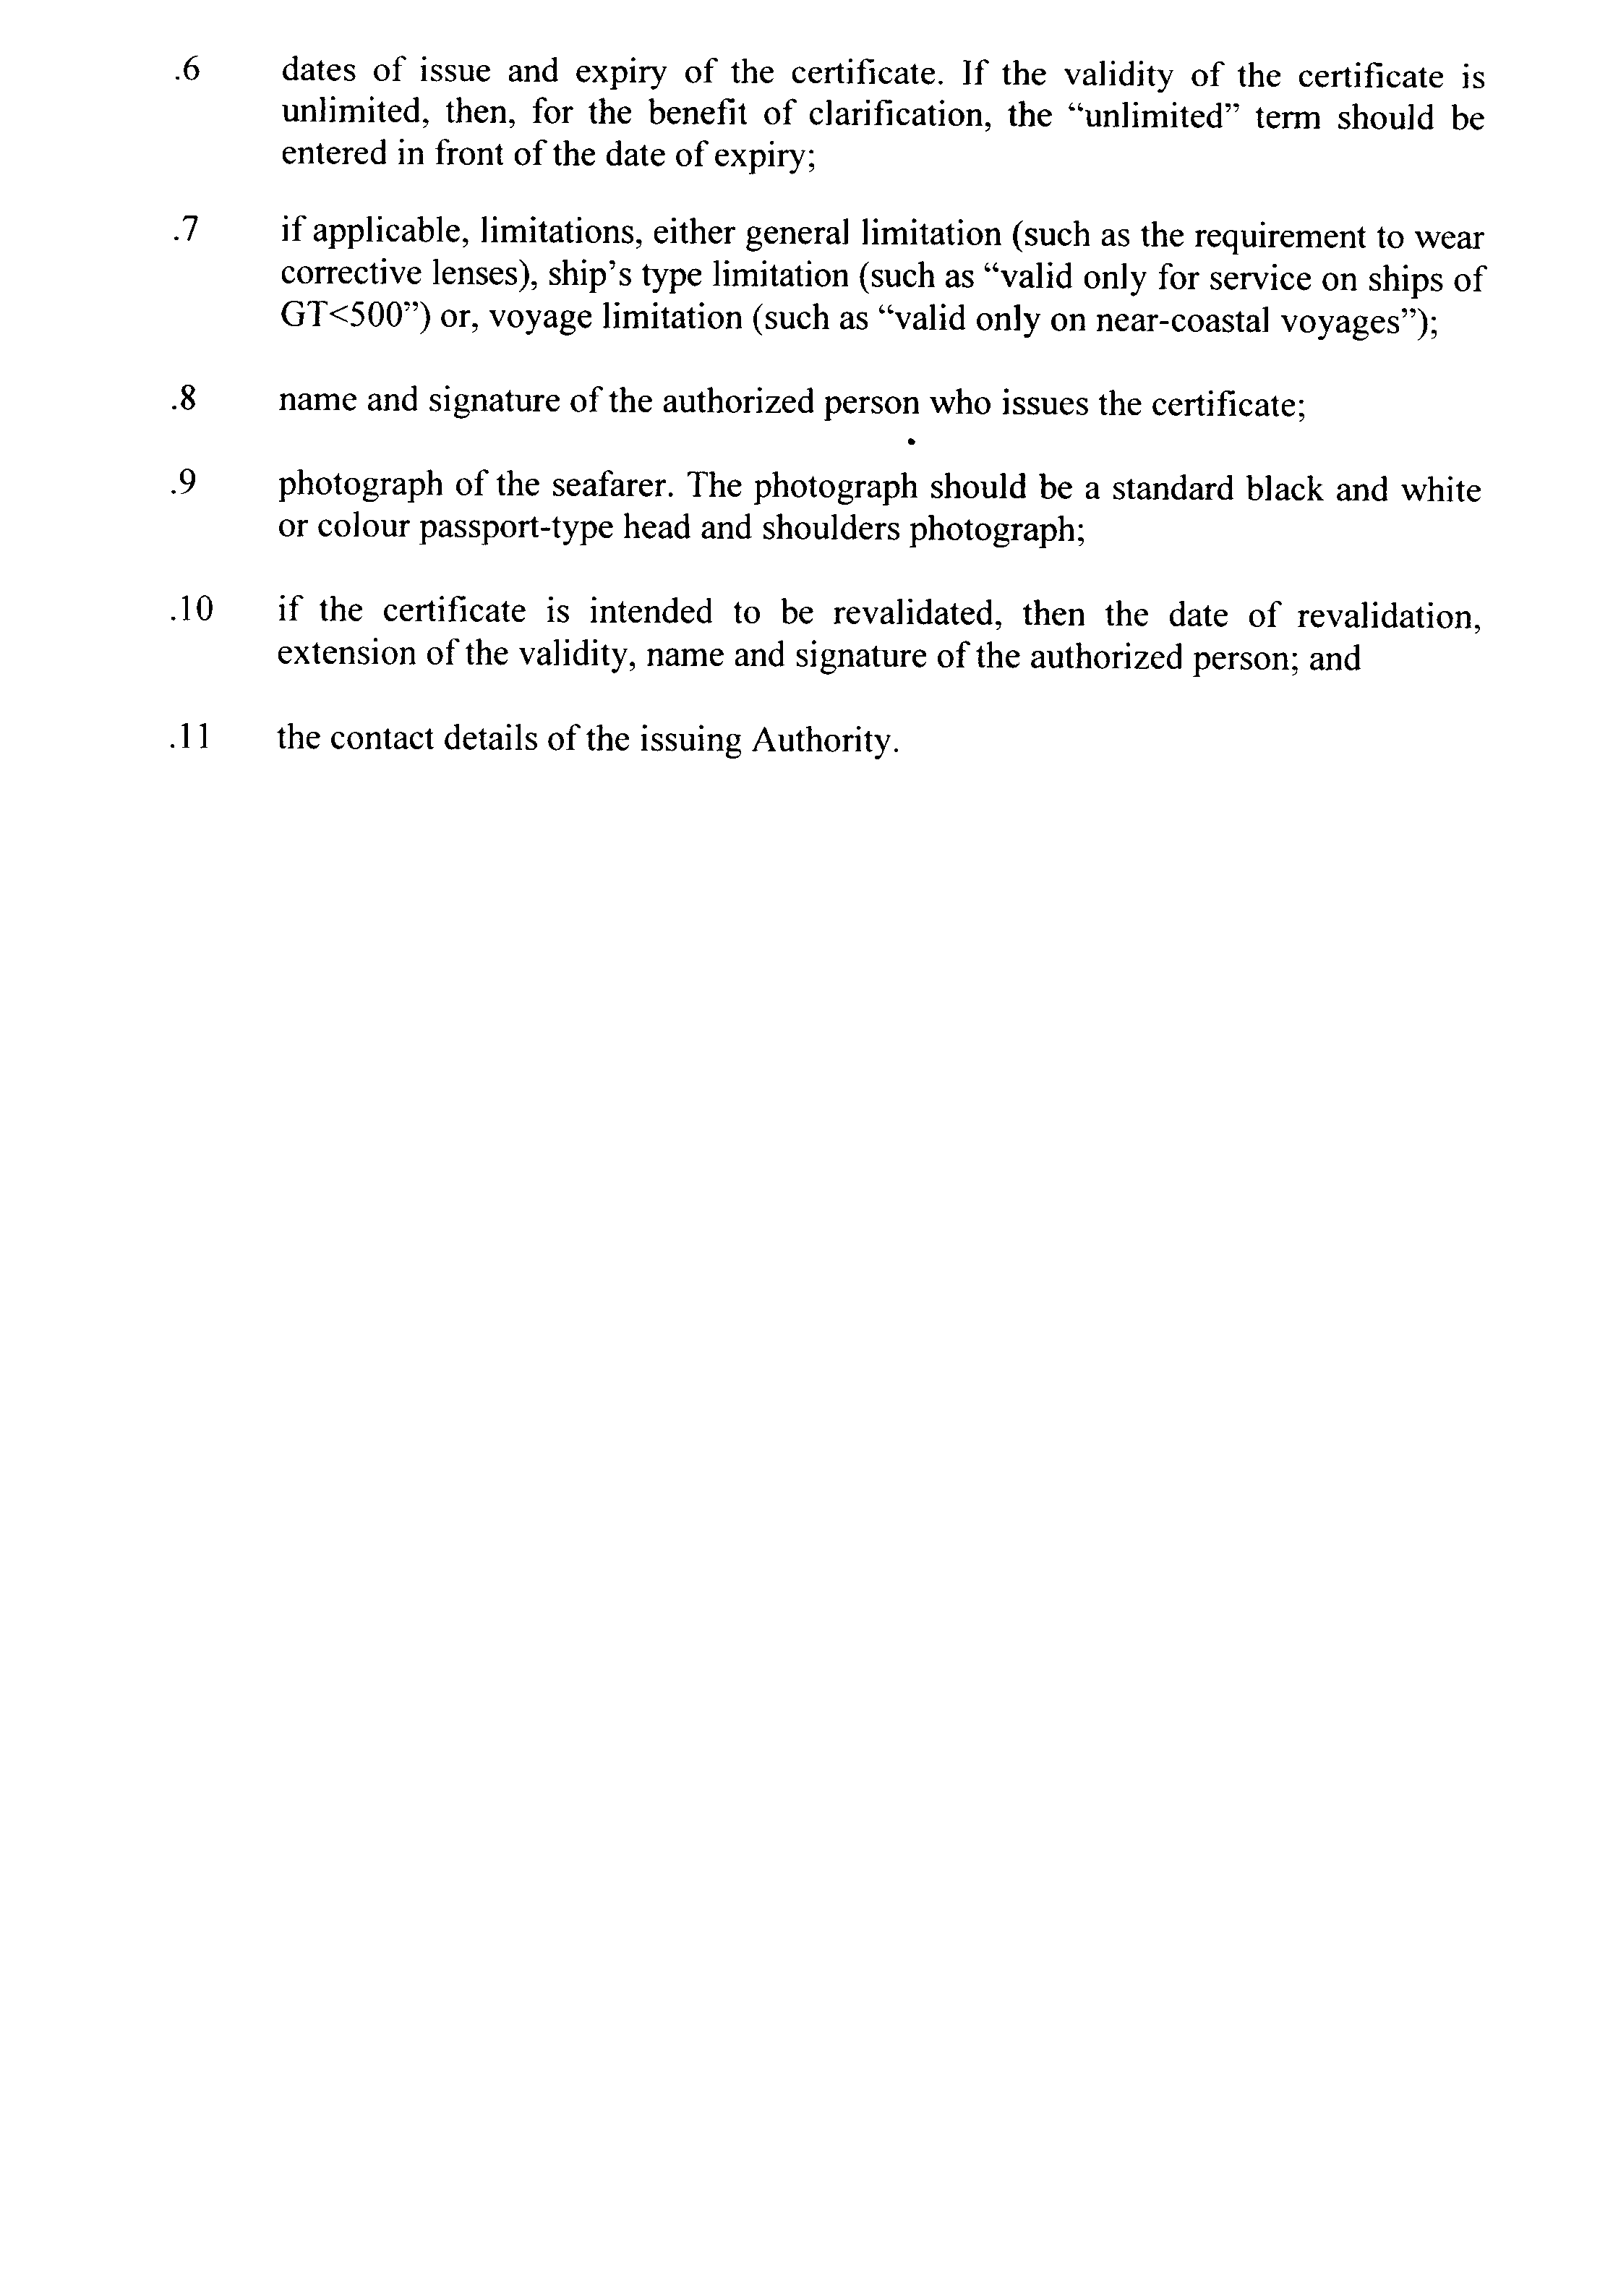 .6 dates of issue and expiry of the certificate. If the validity of the certificate is
unlimited, then, for the benefit of clarification, the “unlimited” term should be
entered in front of the date of expiry;
.7 if applicable, limitations, either general limitation (such as the requirement to wear
corrective lenses), ship’s type limitation (such as “valid only for service on ships of
GT<500”) or, voyage limitation (such as “valid only on near-coastal voyages”);
.8 name and signature of the authorized person who issues the certificate;
.9 photograph of the seafarer. The photograph should be a standard black and white
or colour passport-type head and shoulders photograph;
.10 if the certificate is intended to be revalidated, then the date of revalidation,
extension of the validity, name and signature of the authorized person; and
.11 the contact details of the issuing Authority.